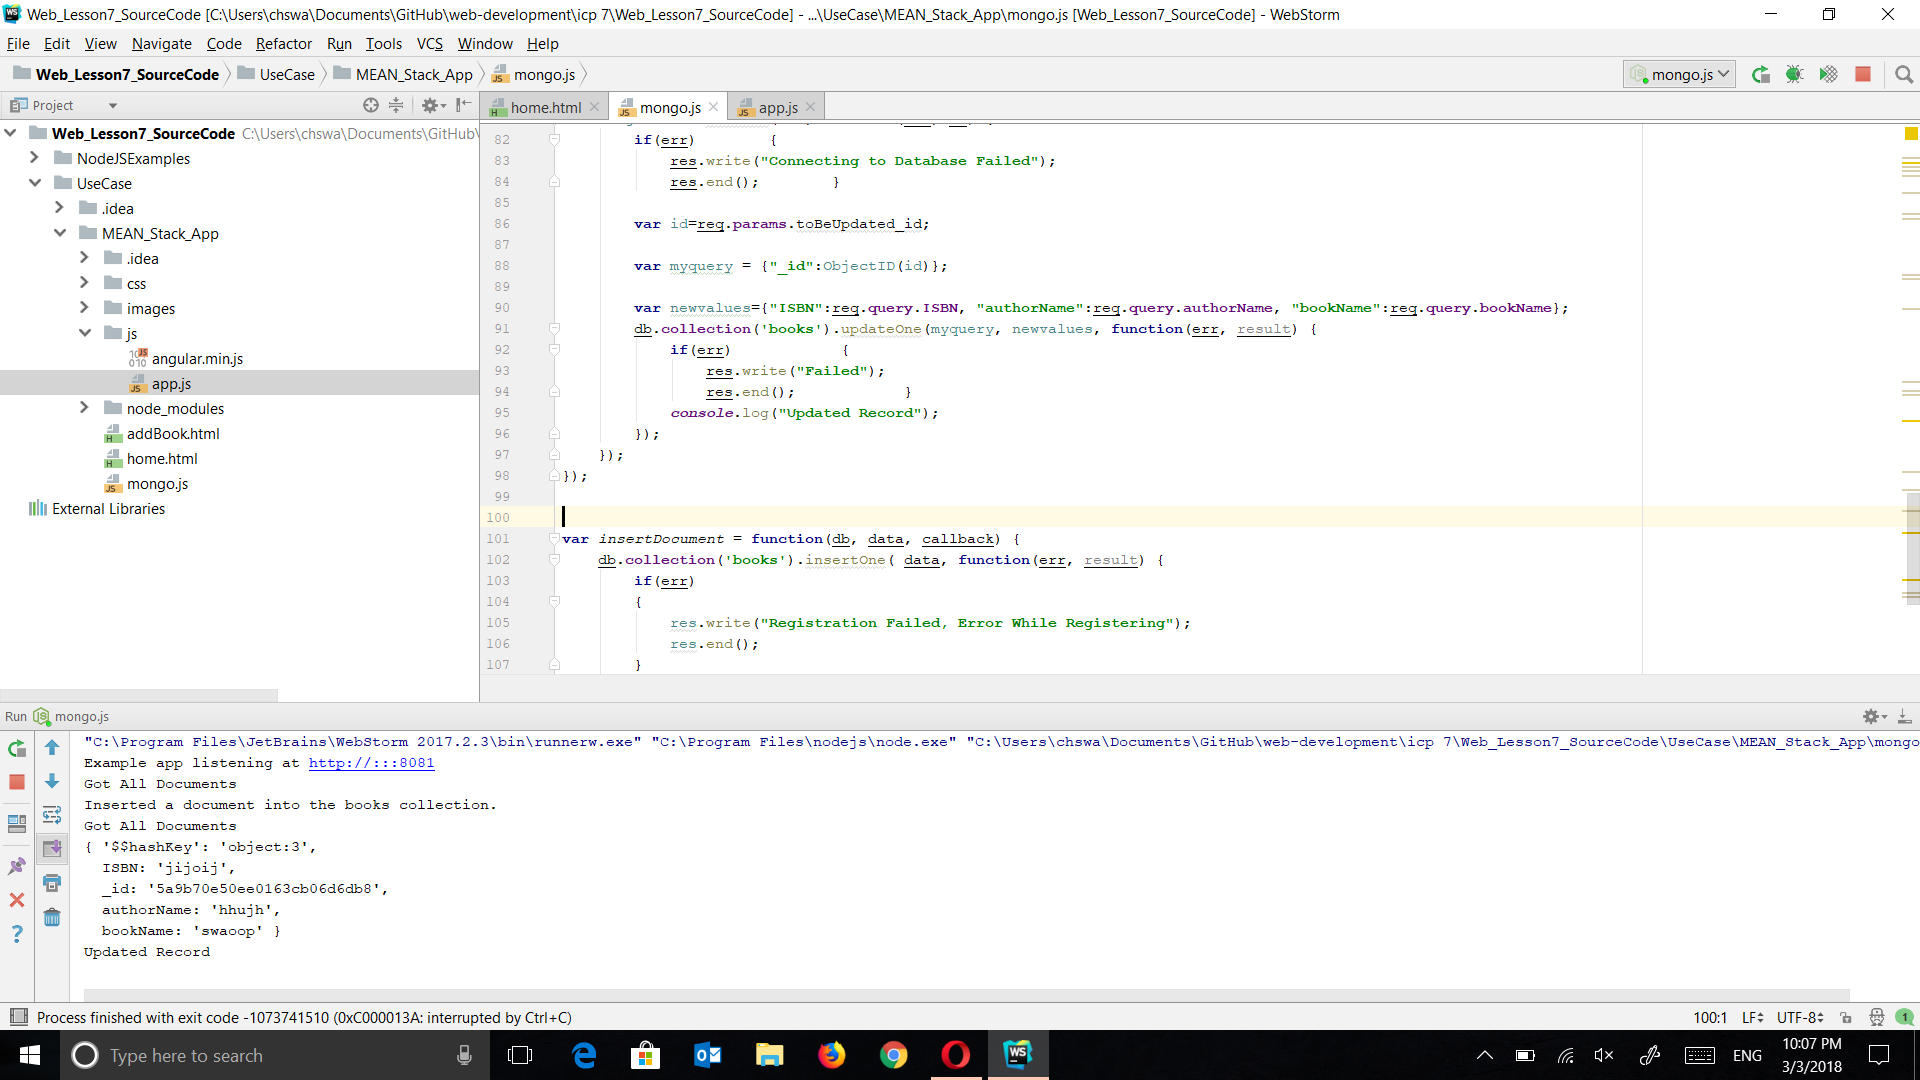 Web_Lesson7_SourceCode [C:\Users\chswa\Documents\GitHub\web-development\icp 7\Web_Lesson7_SourceCode] - ...\UseCase\MEAN_Stack_App\mongo.js [Web_Lesson7_SourceCode] - WebStorm
File Edit View Navigate Code Refactor Run Tools VCS Window Help
Web_Lesson7_SourceCode UseCase MEAN_Stack_App mongo.js
mongo.js
Project
home.html mongo.js app.js
Web_Lesson7_SourceCode C:\Users\chswa\Documents\GitHub\
NodeJSExamples
UseCase
.idea
MEAN_Stack_App
.idea
css
images
js
angular.min.js
app.js
node_modules
addBook.html
home.html
mongo.js
External Libraries
82 if(err) {
83 res.write("Connecting to Database Failed");
84 res.end(); }
85
86 var id=req.params.toBeUpdated_id;
87
88 var myquery = {"_id":ObjectID(id)};
89
90 var newvalues={"ISBN":req.query.ISBN, "authorName":req.query.authorName, "bookName":req.query.bookName};
91 db.collection('books').updateOne(myquery, newvalues, function(err, result) {
92 if(err) {
93 res.write("Failed");
94 res.end(); }
95 console.log("Updated Record");
96 });
97 });
98 });
99
100
101 var insertDocument = function(db, data, callback) {
102 db.collection('books').insertOne( data, function(err, result) {
103 if(err)
104 {
105 res.write("Registration Failed, Error While Registering");
106 res.end();
107 }
Run mongo.js
"C:\Program Files\JetBrains\WebStorm 2017.2.3\bin\runnerw.exe" "C:\Program Files\nodejs\node.exe" "C:\Users\chswa\Documents\GitHub\web-development\icp 7\Web_Lesson7_SourceCode\UseCase\MEAN_Stack_App\mongo
Example app listening at http://:::8081
Got All Documents
Inserted a document into the books collection.
Got All Documents
{ '$$hashKey': 'object:3',
ISBN: 'jijoij',
_id: '5a9b70e50ee0163cb06d6db8',
authorName: 'hhujh',
bookName: 'swaoop' }
Updated Record
Process finished with exit code -1073741510 (0xC000013A: interrupted by Ctrl+C)
100:1 LF UTF-8 1
Type here to search
ENG
10:07 PM
3/3/2018